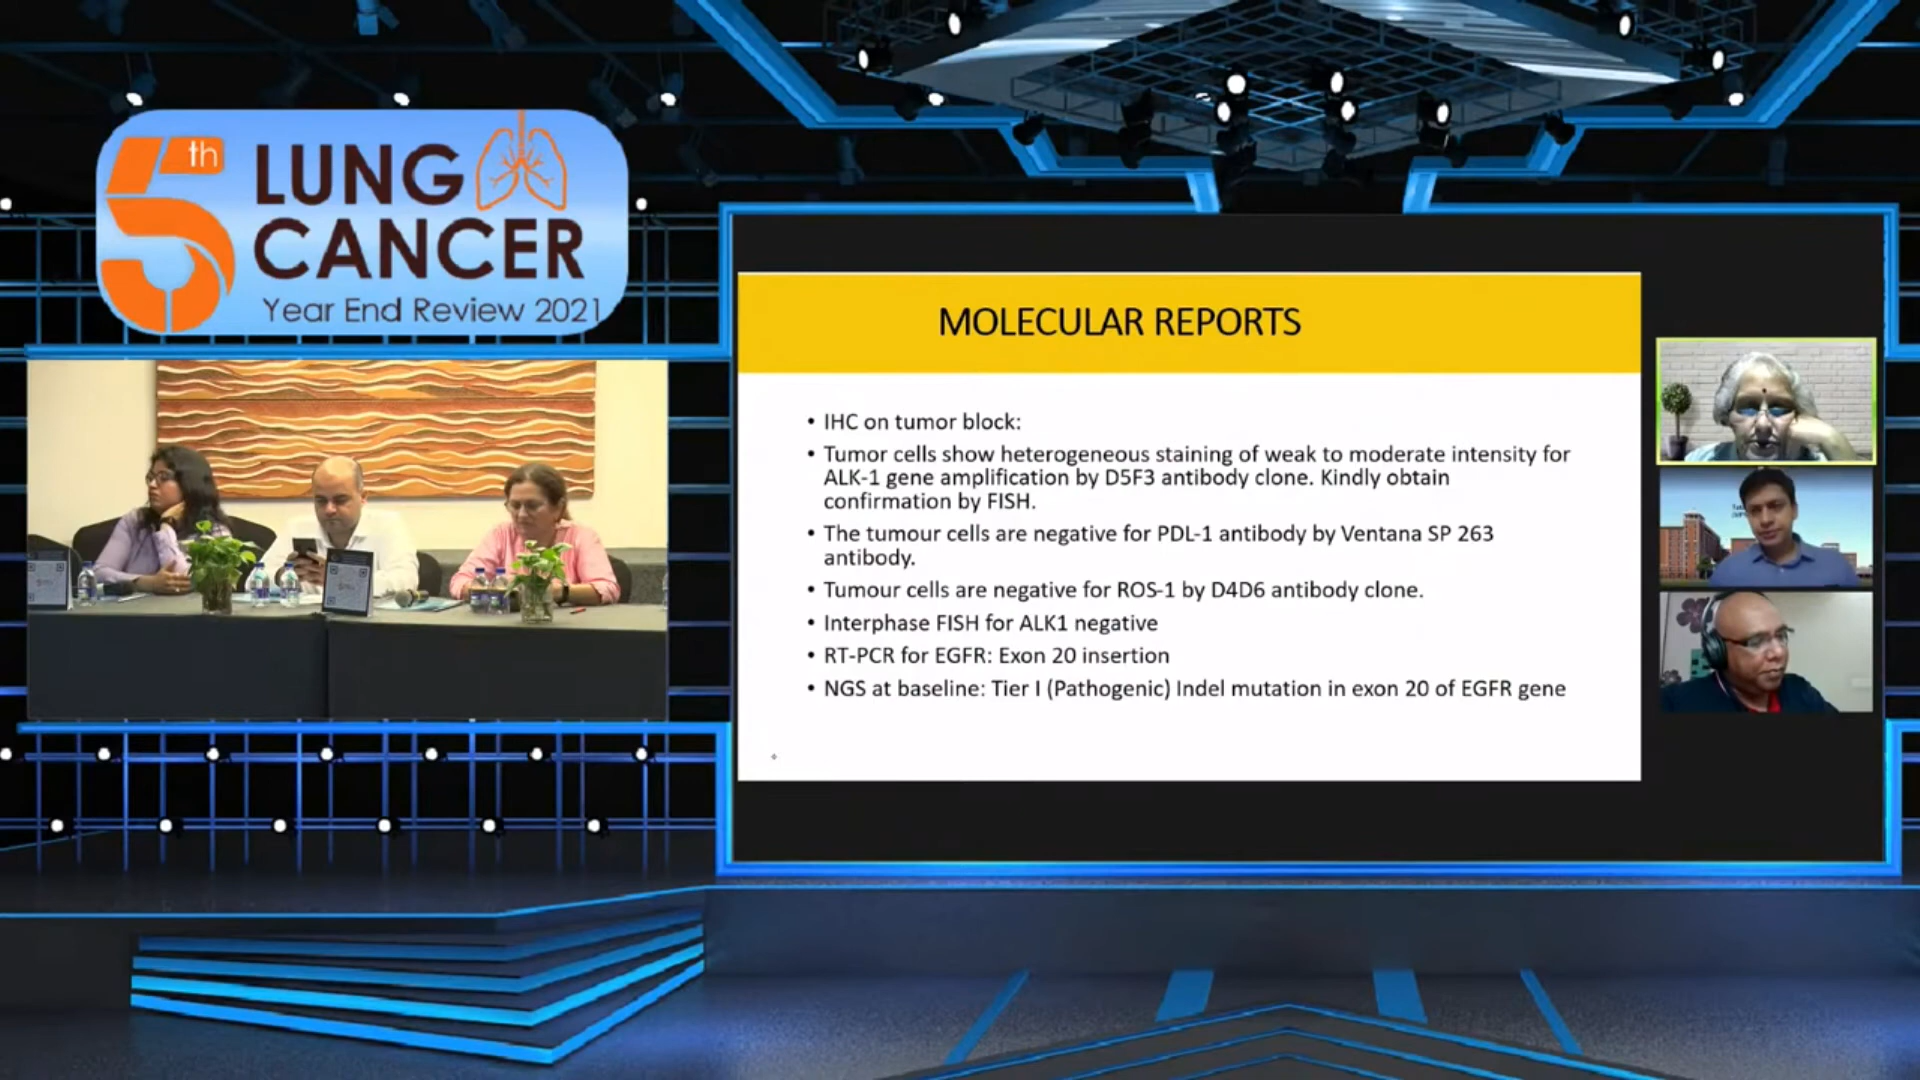 5th LUNG
CANCER
Year End Review 2021
MOLECULAR REPORTS
• IHC on tumor block:
• Tumor cells show heterogeneous staining of weak to moderate intensity for
ALK-1 gene amplification by D5F3 antibody clone. Kindly obtain
confirmation by FISH.
• The tumour cells are negative for PDL-1 antibody by Ventana SP 263
antibody.
• Tumour cells are negative for ROS-1 by D4D6 antibody clone.
• Interphase FISH for ALK1 negative
• RT-PCR for EGFR: Exon 20 insertion
• NGS at baseline: Tier I (Pathogenic) Indel mutation in exon 20 of EGFR gene